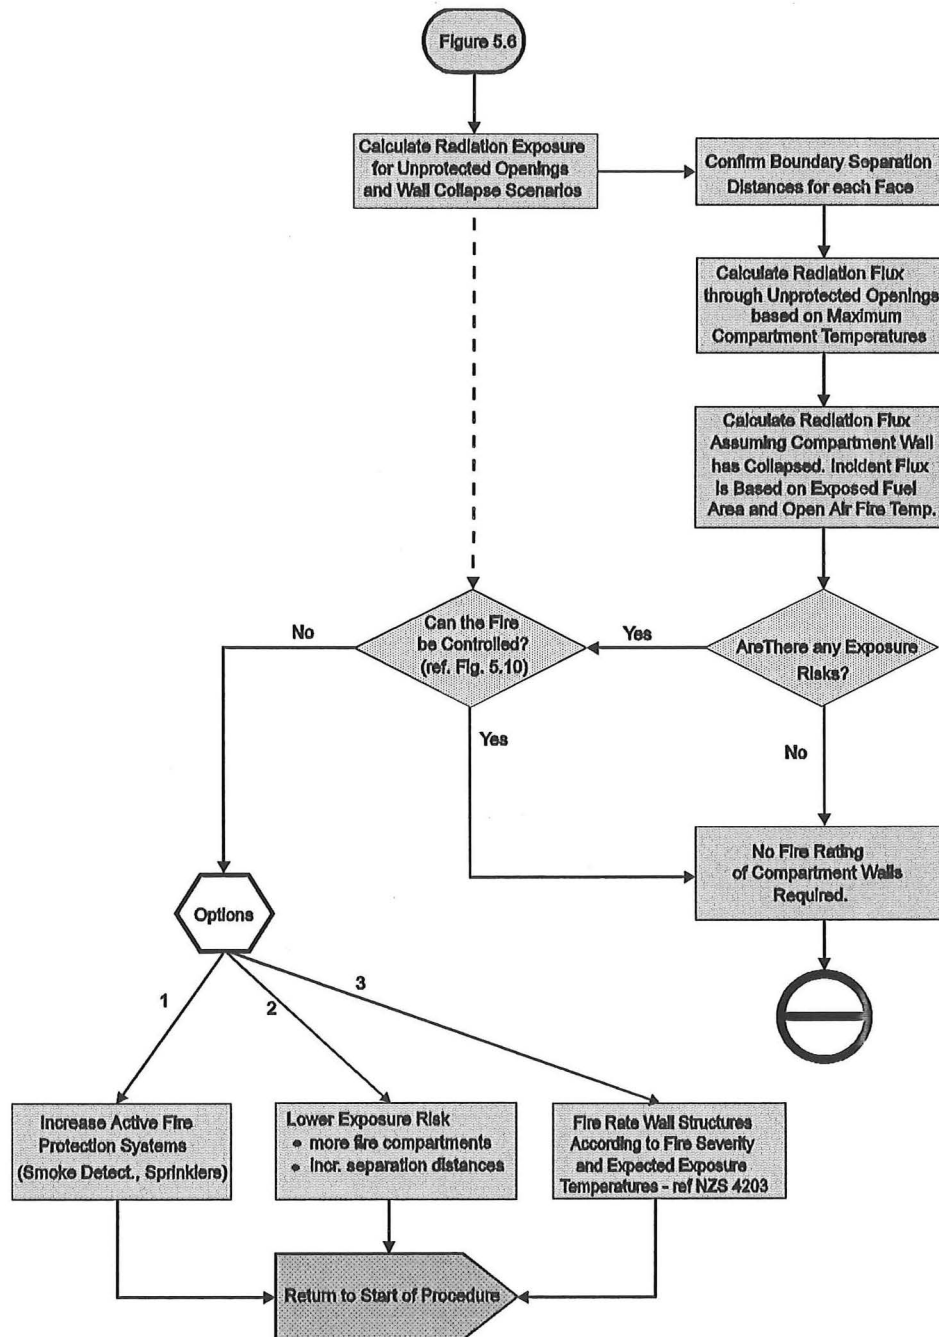 Figure 5.6
Calculate Radiation Exposure
for Unprotected Openings
and Wall Collapse Scenarios
Confirm Boundary Separation
Distances for each Face
Calculate Radiation Flux
through Unprotected Openings
based on Maximum
Compartment Temperatures
Calculate Radiation Flux
Assuming Compartment Wall
has Collapsed. Incident Flux
is Based on Exposed Fuel
Area and Open Air Fire Temp.
No
Can the Fire
be Controlled?
(ref. Fig. 5.10)
Yes
AreThere any Exposure
Risks?
Yes
No
No Fire Rating
of Compartment Walls
Required.
Options
1
2
3
Increase Active Fire
Protection Systems
(Smoke Detect., Sprinklers)
Lower Exposure Risk
• more fire compartments
• incr. separation distances
Fire Rate Wall Structures
According to Fire Severity
and Expected Exposure
Temperatures - ref NZS 4203
Return to Start of Procedure